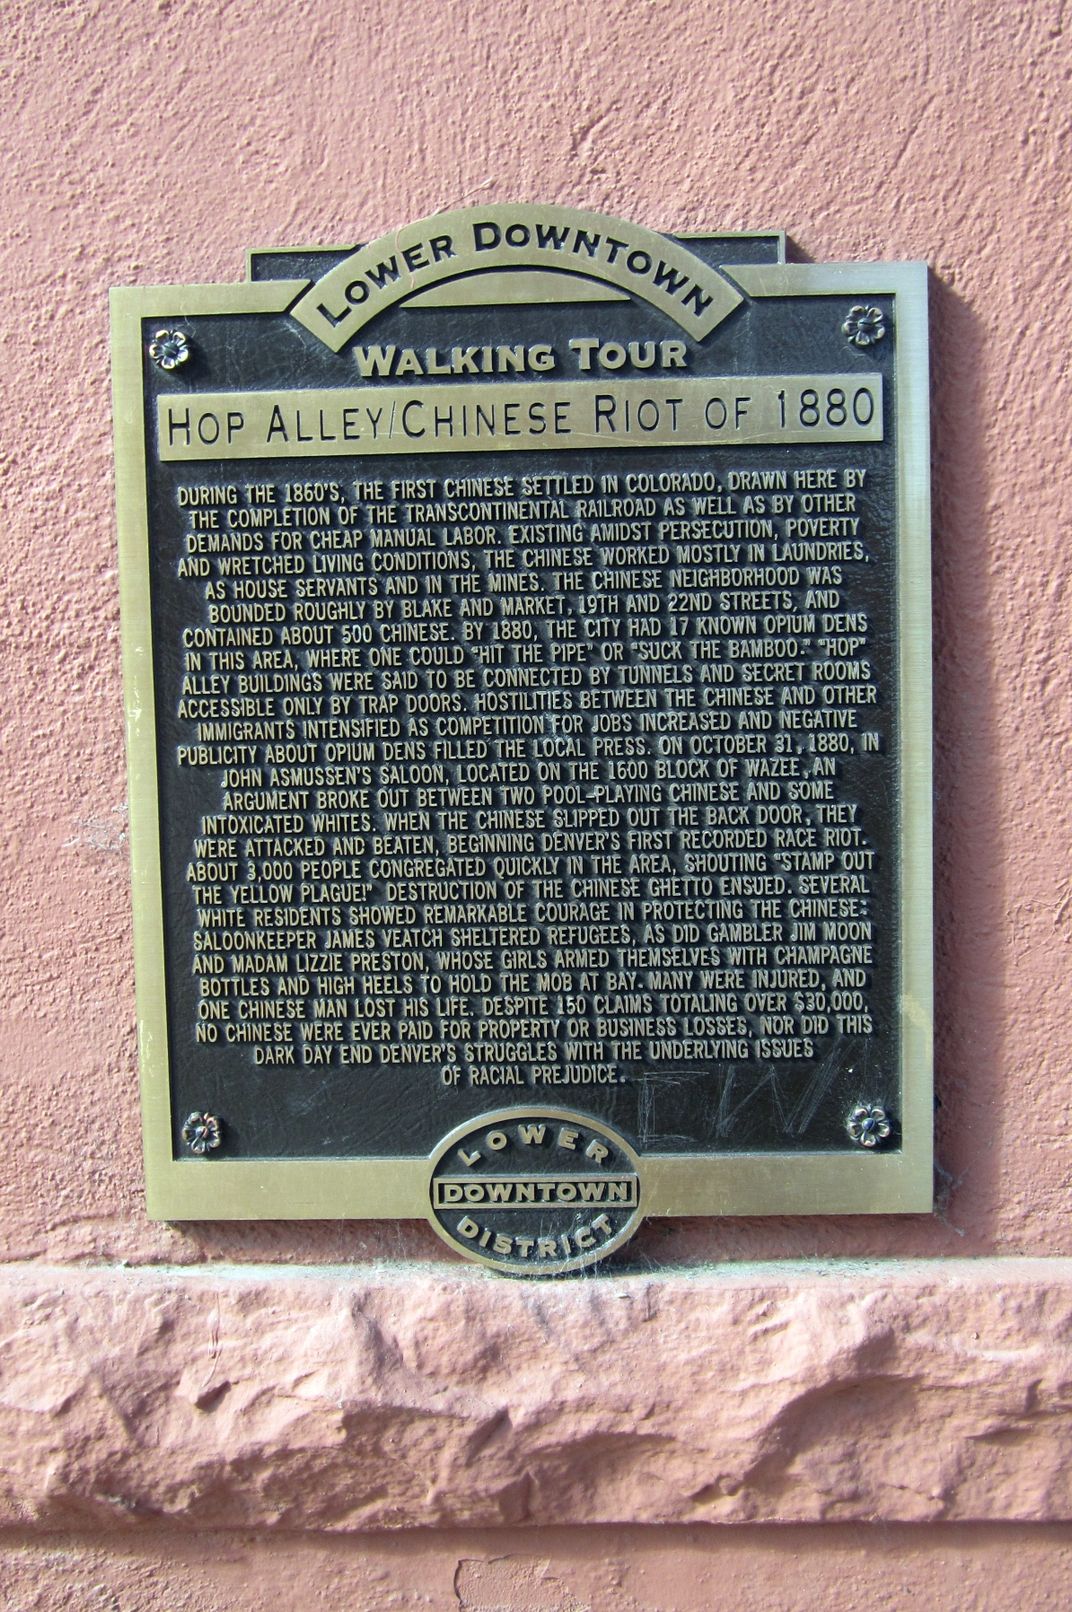 LOWER DOWNTOWN
WALKING TOUR
HOP ALLEY/CHINESE RIOT OF 1880
DURING THE 1860'S, THE FIRST CHINESE SETTLED IN COLORADO, DRAWN HERE BY
THE COMPLETION OF THE TRANSCONTINENTAL RAILROAD AS WELL AS BY OTHER
DEMANDS FOR CHEAP MANUAL LABOR. EXISTING AMIDST PERSECUTION, POVERTY
AND WRETCHED LIVING CONDITIONS, THE CHINESE WORKED MOSTLY IN LAUNDRIES,
AS HOUSE SERVANTS AND IN THE MINES. THE CHINESE NEIGHBORHOOD WAS
BOUNDED ROUGHLY BY BLAKE AND MARKET, 19TH AND 22ND STREETS, AND
CONTAINED ABOUT 500 CHINESE. BY 1880, THE CITY HAD 17 KNOWN OPIUM DENS
IN THIS AREA, WHERE ONE COULD "HIT THE PIPE" OR "SUCK THE BAMBOO." "HOP"
ALLEY BUILDINGS WERE SAID TO BE CONNECTED BY TUNNELS AND SECRET ROOMS
ACCESSIBLE ONLY BY TRAP DOORS. HOSTILITIES BETWEEN THE CHINESE AND OTHER
IMMIGRANTS INTENSIFIED AS COMPETITION FOR JOBS INCREASED AND NEGATIVE
PUBLICITY ABOUT OPIUM DENS FILLED THE LOCAL PRESS. ON OCTOBER 31, 1880, IN
JOHN ASMUSSEN'S SALOON, LOCATED ON THE 1600 BLOCK OF WAZEE, AN
ARGUMENT BROKE OUT BETWEEN TWO POOL-PLAYING CHINESE AND SOME
INTOXICATED WHITES. WHEN THE CHINESE SLIPPED OUT THE BACK DOOR, THEY
WERE ATTACKED AND BEATEN, BEGINNING DENVER'S FIRST RECORDED RACE RIOT.
ABOUT 3,000 PEOPLE CONGREGATED QUICKLY IN THE AREA, SHOUTING "STAMP OUT
THE YELLOW PLAGUE!" DESTRUCTION OF THE CHINESE GHETTO ENSUED. SEVERAL
WHITE RESIDENTS SHOWED REMARKABLE COURAGE IN PROTECTING THE CHINESE:
SALOONKEEPER JAMES VEATCH SHELTERED REFUGEES, AS DID GAMBLER JIM MOON
AND MADAM LIZZIE PRESTON, WHOSE GIRLS ARMED THEMSELVES WITH CHAMPAGNE
BOTTLES AND HIGH HEELS TO HOLD THE MOB AT BAY. MANY WERE INJURED, AND
ONE CHINESE MAN LOST HIS LIFE. DESPITE 150 CLAIMS TOTALING OVER $30,000,
NO CHINESE WERE EVER PAID FOR PROPERTY OR BUSINESS LOSSES, NOR DID THIS
DARK DAY END DENVER'S STRUGGLES WITH THE UNDERLYING ISSUES
OF RACIAL PREJUDICE.
LOWER
DOWNTOWN
DISTRICT